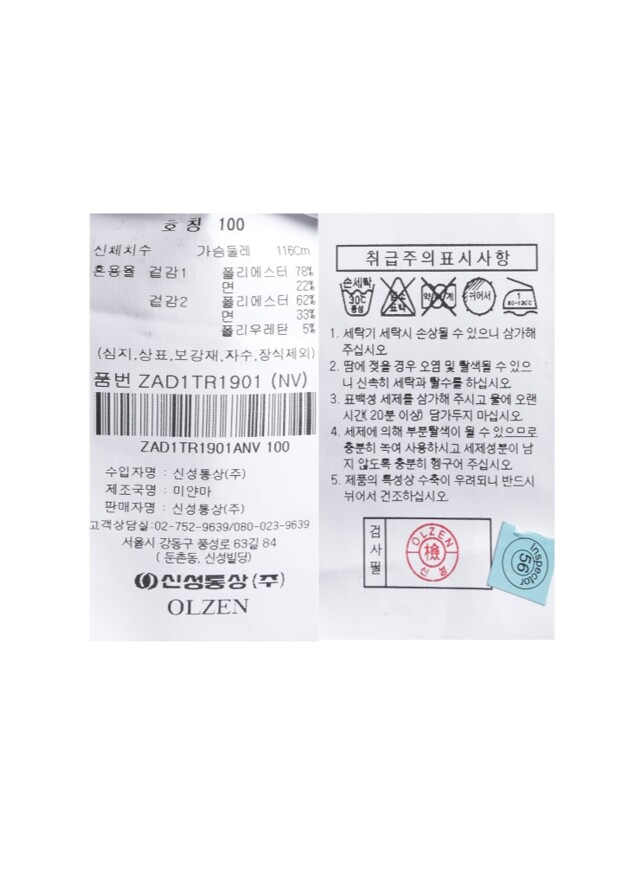 호칭 100
신체치수 가슴둘레 116Cm
혼용율 겉감1 폴리에스터 78%
면 22%
겉감2 폴리에스터 62%
면 33%
폴리우레탄 5%
(심지,상표,보강재,자수,장식제외)
품번 ZAD1TR1901 (NV)
ZAD1TR1901ANV 100
수입자명 : 신성통상(주)
제조국명 : 미얀마
판매자명 : 신성통상(주)
고객상담실:02-752-9639/080-023-9639
서울시 강동구 풍성로 63길 84
( 둔촌동, 신성빌딩)
신성통상(주)
OLZEN
취급주의표시사항
손세탁
30℃
중성
뉘어서
1
80-120℃
1. 세탁기 세탁시 손상될 수 있으니 삼가해
주십시오.
2. 땀에 젖을 경우 오염 및 탈색될 수 있으
니 신속히 세탁과 탈수를 하십시오.
3. 표백성 세제를 삼가해 주시고 물에 오랜
시간( 20분 이상) 담가두지 마십시오.
4. 세제에 의해 부분탈색이 될 수 있으므로
충분히 녹여 사용하시고 세제성분이 남
지 않도록 충분히 헹구어 주십시오.
5. 제품의 특성상 수축이 우려되니 반드시
뉘어서 건조하십시오.
검사필
OLZEN
檢
Inspector
56